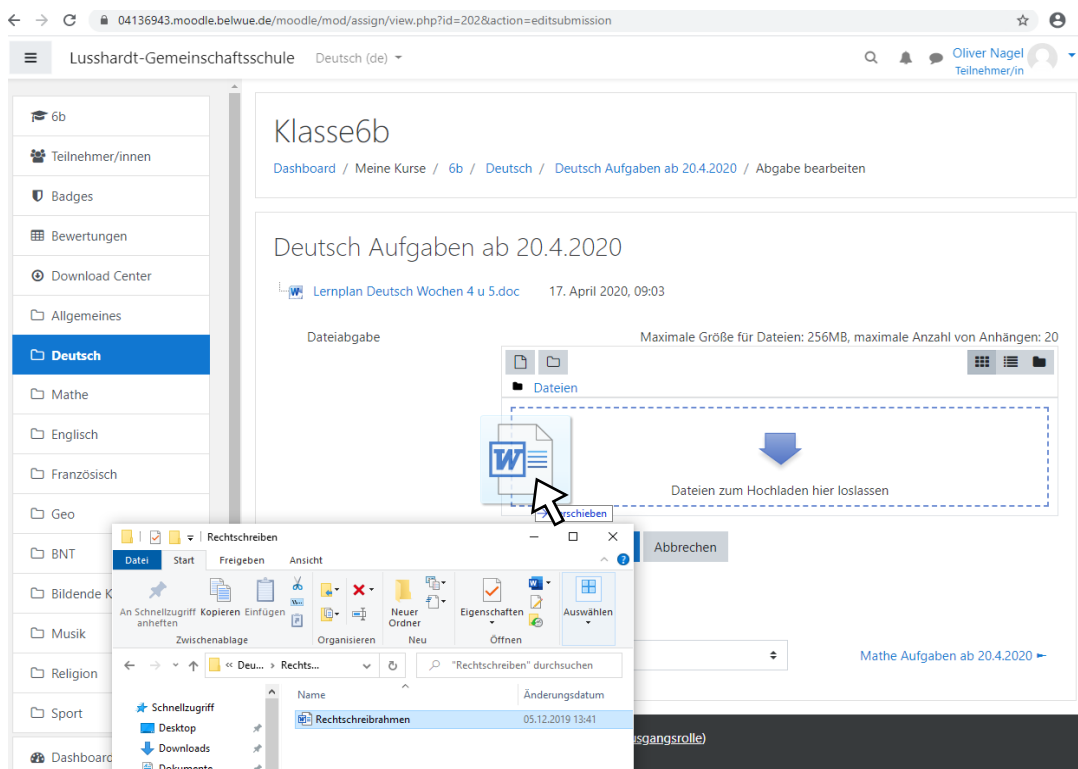 04136943.moodle.belwue.de/moodle/mod/assign/view.php?id=202&action=editsubmission
Lusshardt-Gemeinschaftsschule Deutsch (de)
Oliver Nagel
Teilnehmer/in
6b
Teilnehmer/innen
Badges
Bewertungen
Download Center
Allgemeines
Deutsch
Mathe
Englisch
Französisch
Geo
BNT
Bildende K
Musik
Religion
Sport
Dashboard
Klasse6b
Dashboard / Meine Kurse / 6b / Deutsch / Deutsch Aufgaben ab 20.4.2020 / Abgabe bearbeiten
Deutsch Aufgaben ab 20.4.2020
Lernplan Deutsch Wochen 4 u 5.doc 17. April 2020, 09:03
Dateiabgabe
Maximale Größe für Dateien: 256MB, maximale Anzahl von Anhängen: 20
Dateien
W
Dateien zum Hochladen hier loslassen
Abbrechen
Mathe Aufgaben ab 20.4.2020
Rechtschreiben
Datei Start Freigeben Ansicht
An Schnellzugriff anheften
Kopieren Einfügen
Neuer Ordner
Eigenschaften
Auswählen
Zwischenablage Organisieren Neu Öffnen
« Deu... › Rechts...
"Rechtschreiben" durchsuchen
Name Änderungsdatum
Schnellzugriff
Desktop
Downloads
Dokumente
Rechtschreibrahmen 05.12.2019 13:41
usgangsrolle)